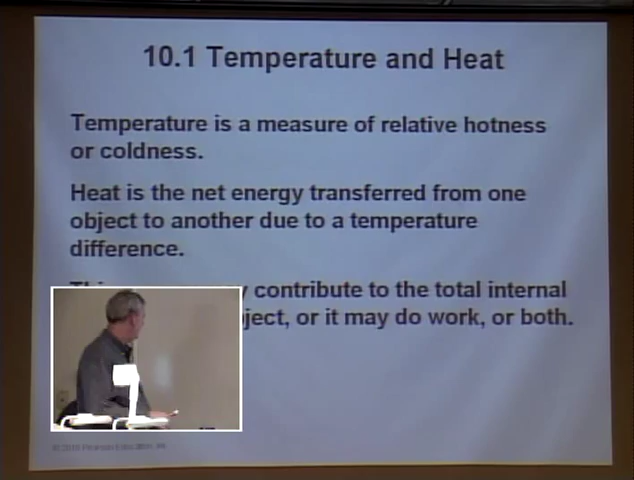 10.1 Temperature and Heat
Temperature is a measure of relative hotness
or coldness.
Heat is the net energy transferred from one
object to another due to a temperature
difference.
contribute to the total internal
or it may do work, or both.